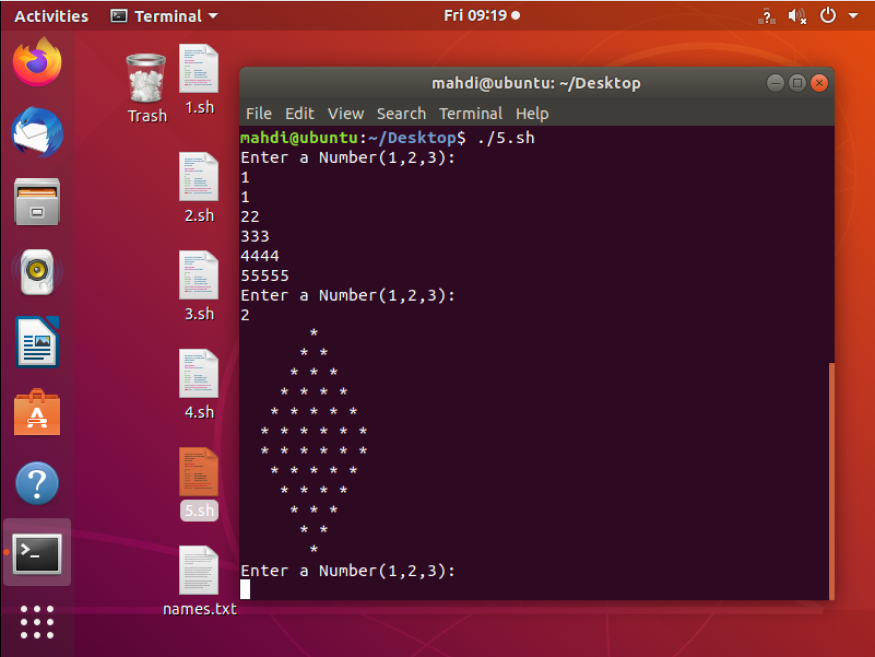 Activities Terminal Fri 09:19
Trash
1.sh
2.sh
3.sh
4.sh
5.sh
names.txt
mahdi@ubuntu: ~/Desktop
File Edit View Search Terminal Help
mahdi@ubuntu:~/Desktop$ ./5.sh
Enter a Number(1,2,3):
1
1
22
333
4444
55555
Enter a Number(1,2,3):
2
       *
      * *
     * * *
    * * * *
   * * * * *
  * * * * * *
  * * * * * *
   * * * * *
    * * * *
     * * *
      * *
       *
Enter a Number(1,2,3):